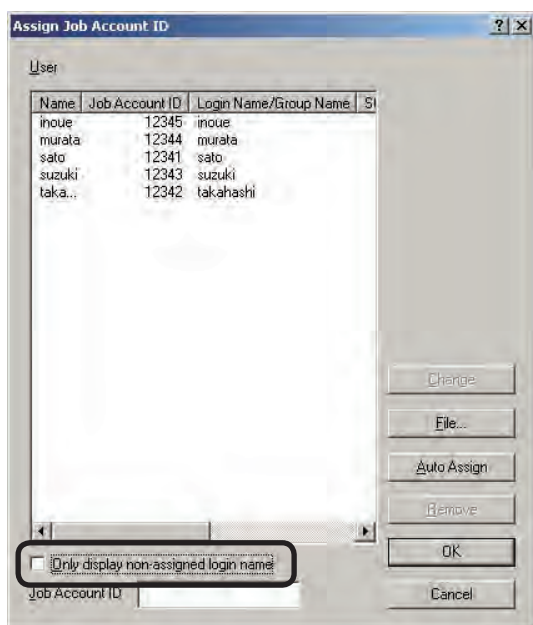 Assign Job Account ID
User
Name Job Account ID Login Name/Group Name
inoue 12345 inoue
murata 12344 murata
sato 12341 sato
suzuki 12343 suzuki
taka... 12342 takahashi
Change
File...
Auto Assign
Remove
OK
Only display non-assigned login name
Job Account ID
Cancel